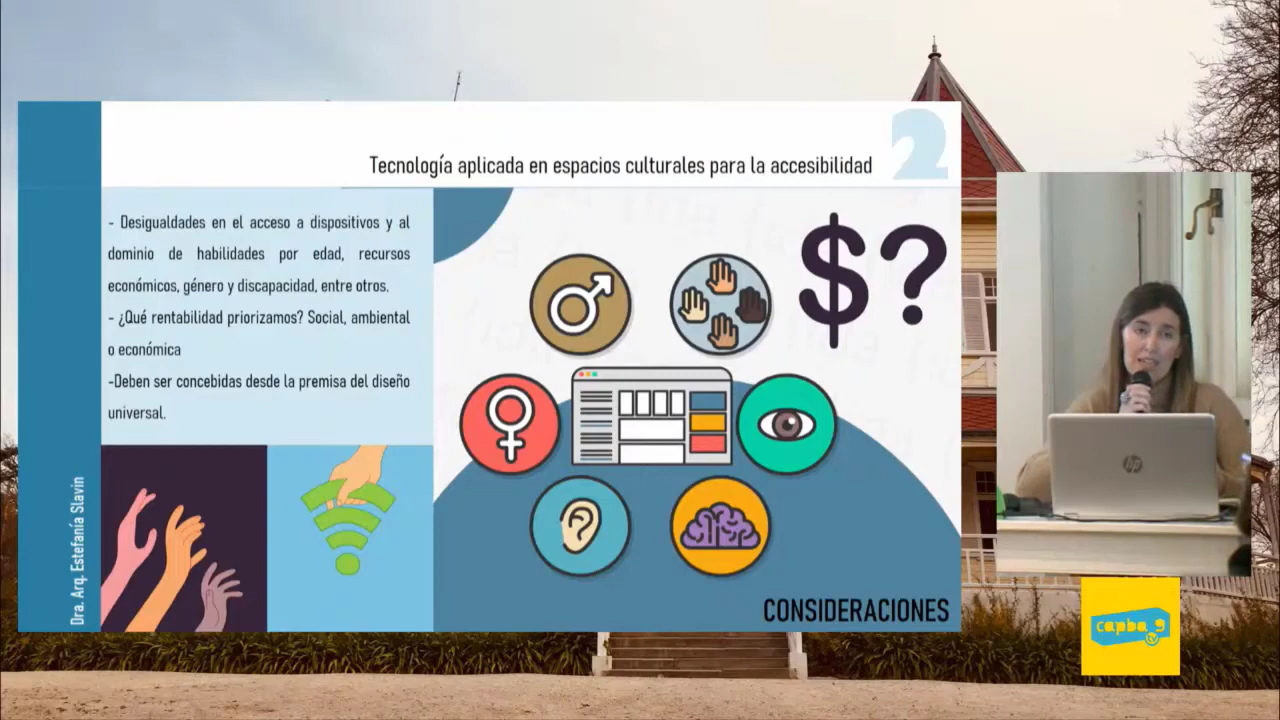 2
Tecnología aplicada en espacios culturales para la accesibilidad
- Desigualdades en el acceso a dispositivos y al
dominio de habilidades por edad, recursos
económicos, género y discapacidad, entre otros.
- ¿Qué rentabilidad priorizamos? Social, ambiental
o económica
-Deben ser concebidas desde la premisa del diseño
universal.
$?
Dra. Arq. Estefanía Slavin
CONSIDERACIONES
hp
capba 9
tv